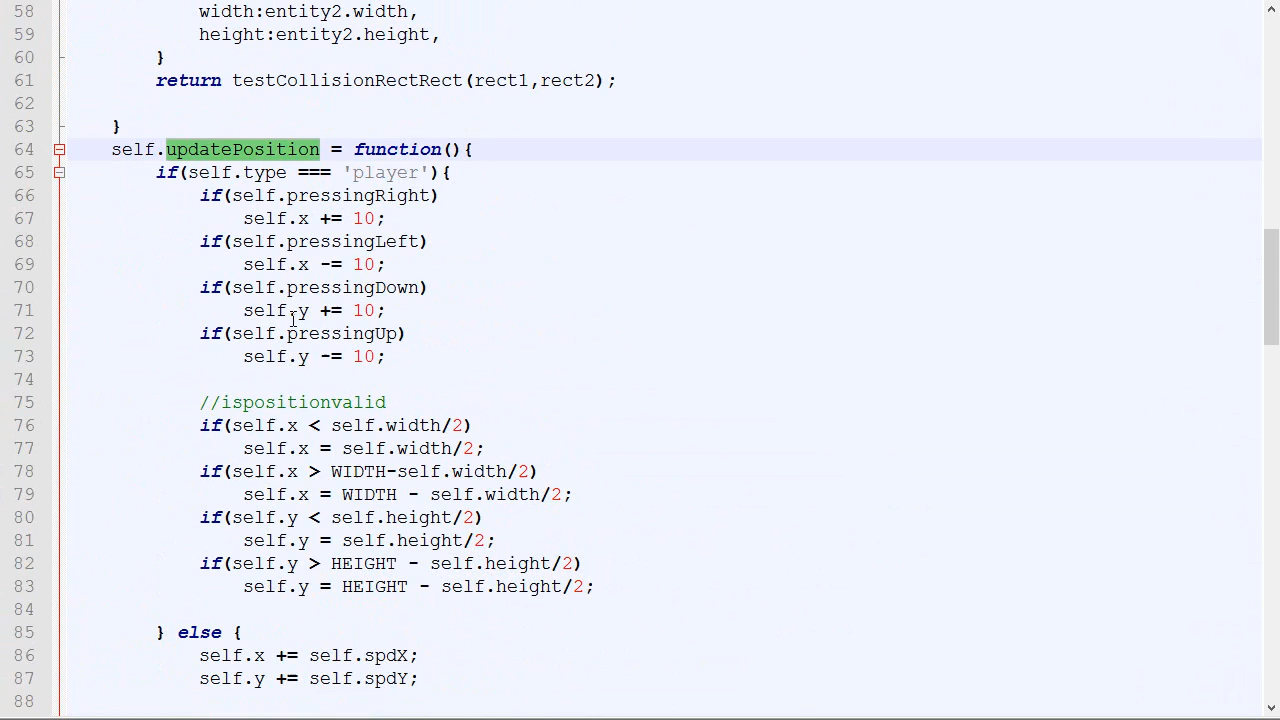 58 width:entity2.width,
59 height:entity2.height,
60 }
61 return testCollisionRectRect(rect1,rect2);
62
63 }
64 self.updatePosition = function(){
65 if(self.type === 'player'){
66 if(self.pressingRight)
67 self.x += 10;
68 if(self.pressingLeft)
69 self.x -= 10;
70 if(self.pressingDown)
71 self.y += 10;
72 if(self.pressingUp)
73 self.y -= 10;
74
75 //ispositionvalid
76 if(self.x < self.width/2)
77 self.x = self.width/2;
78 if(self.x > WIDTH-self.width/2)
79 self.x = WIDTH - self.width/2;
80 if(self.y < self.height/2)
81 self.y = self.height/2;
82 if(self.y > HEIGHT - self.height/2)
83 self.y = HEIGHT - self.height/2;
84
85 } else {
86 self.x += self.spdX;
87 self.y += self.spdY;
88